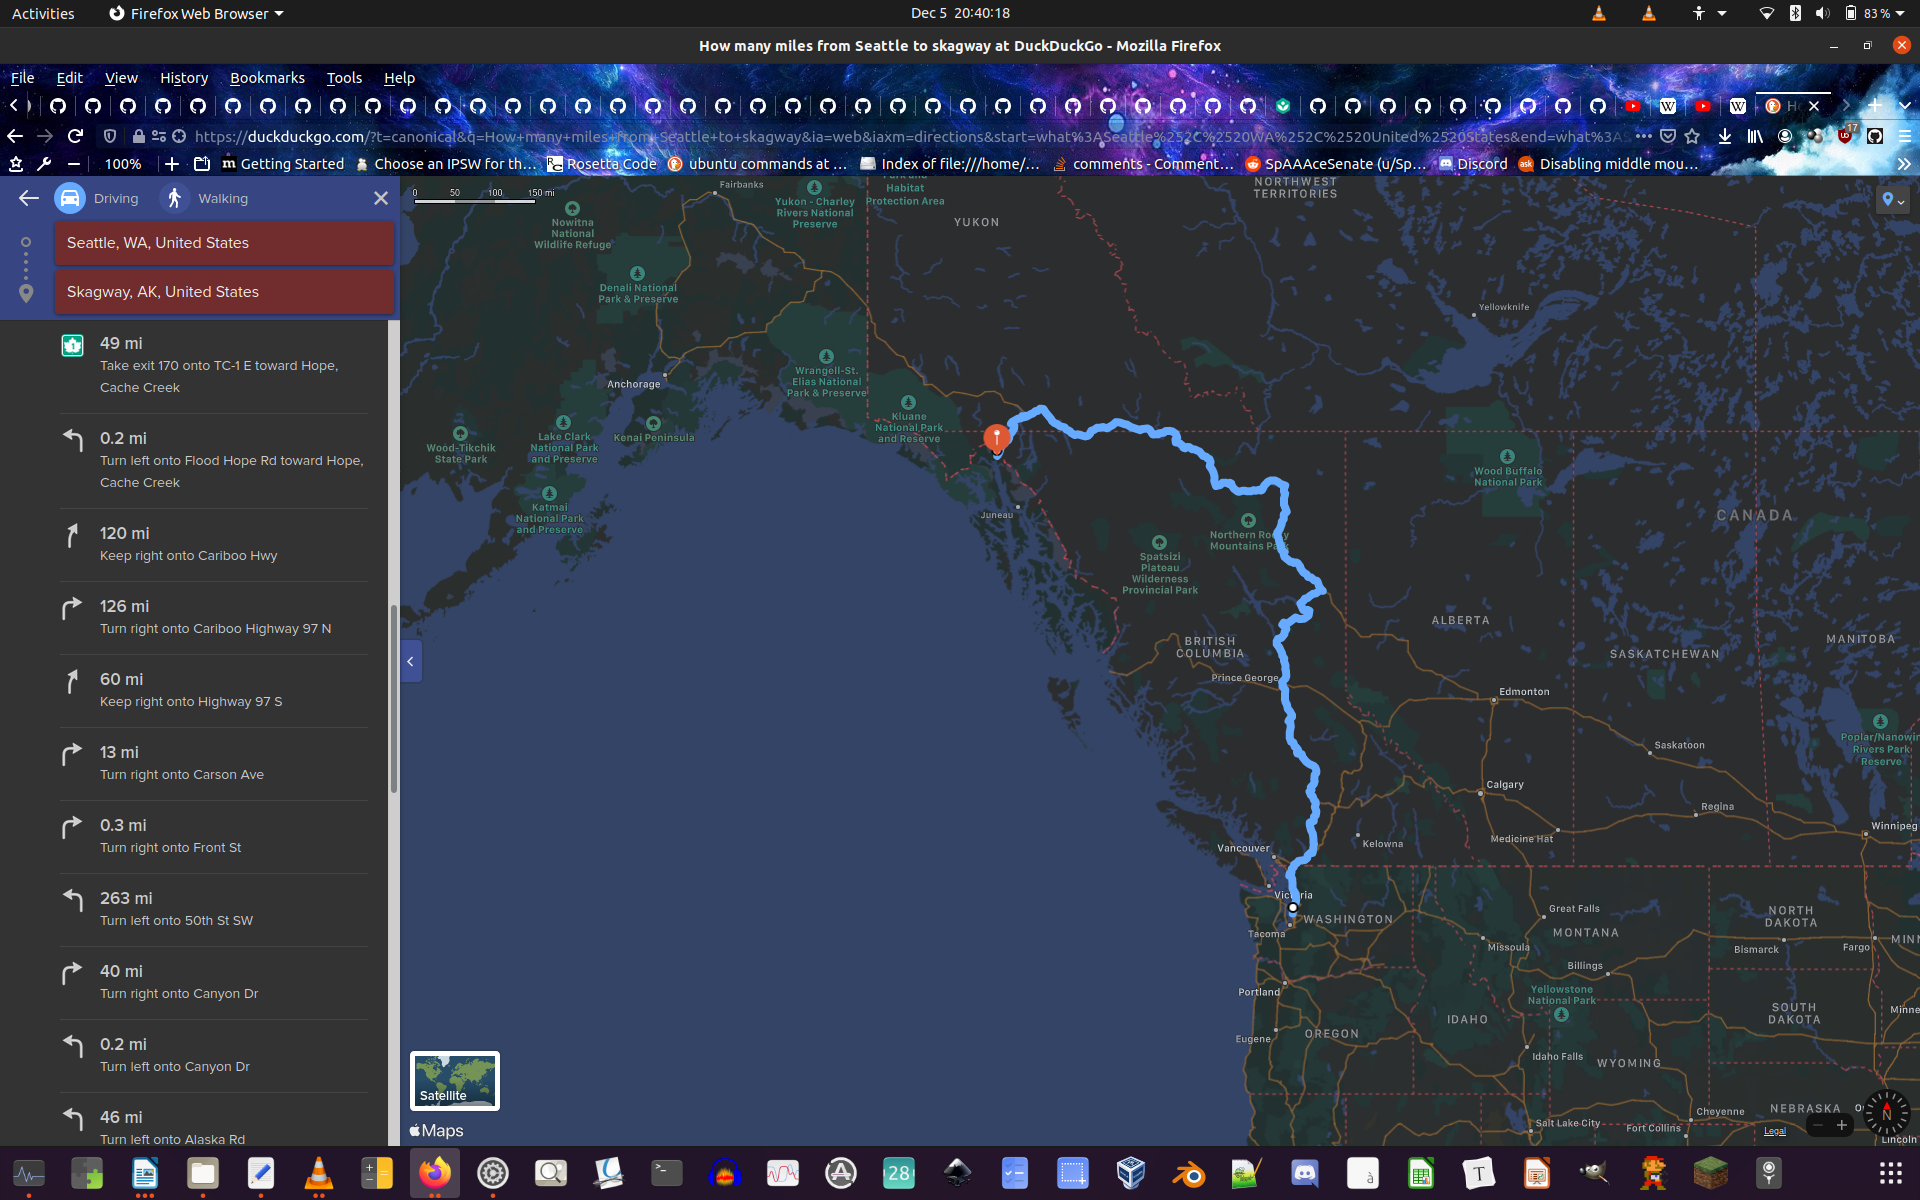 Activities
Firefox Web Browser
Dec 5 20:40:18
83 %
How many miles from Seattle to skagway at DuckDuckGo - Mozilla Firefox
File Edit View History Bookmarks Tools Help
https://duckduckgo.com/?t=canonical&q=How+many+miles+from+Seattle+to+skagway&ia=web&iaxm=directions&start=what%3ASeattle%252C%2520WA%252C%2520United%2520States&end=what%3AS
17
100%
Getting Started
Choose an IPSW for th…
Rosetta Code
ubuntu commands at …
Index of file:///home/…
comments - Comment…
SpAAAceSenate (u/Sp…
Discord
Disabling middle mou…
Driving
Walking
Seattle, WA, United States
Skagway, AK, United States
49 mi
Take exit 170 onto TC-1 E toward Hope,
Cache Creek
0.2 mi
Turn left onto Flood Hope Rd toward Hope,
Cache Creek
120 mi
Keep right onto Cariboo Hwy
126 mi
Turn right onto Cariboo Highway 97 N
60 mi
Keep right onto Highway 97 S
13 mi
Turn right onto Carson Ave
0.3 mi
Turn right onto Front St
263 mi
Turn left onto 50th St SW
40 mi
Turn right onto Canyon Dr
0.2 mi
Turn left onto Canyon Dr
46 mi
Turn left onto Alaska Rd
0 50 100 150 mi
Fairbanks
Nowitna
National
Wildlife Refuge
Yukon - Charley
Rivers National
Preserve
Habitat
Protection Area
YUKON
NORTHWEST
TERRITORIES
Denali National
Park & Preserve
Yellowknife
Wrangell-St.
Elias National
Park & Preserve
Anchorage
Kluane
National Park
and Reserve
Wood-Tikchik
State Park
Lake Clark
National Park
and Preserve
Kenai Peninsula
Katmai
National Park
and Preserve
Juneau
Wood Buffalo
National Park
CANADA
Northern Rocky
Mountains Park
Spatsizi
Plateau
Wilderness
Provincial Park
ALBERTA
BRITISH
COLUMBIA
SASKATCHEWAN
MANITOBA
Prince George
Edmonton
Saskatoon
Poplar/Nanowin
Rivers Park
Reserve
Calgary
Regina
Medicine Hat
Winnipeg
Vancouver
Kelowna
Victoria
WASHINGTON
Tacoma
Great Falls
MONTANA
Missoula
NORTH
DAKOTA
Bismarck
Fargo
MINN
Billings
Portland
Yellowstone
National Park
Eugene
OREGON
IDAHO
SOUTH
DAKOTA
Minne
Idaho Falls
WYOMING
Cheyenne
NEBRASKA
Salt Lake City
Fort Collins
Legal
Lincoln
N
Satellite
Maps
28